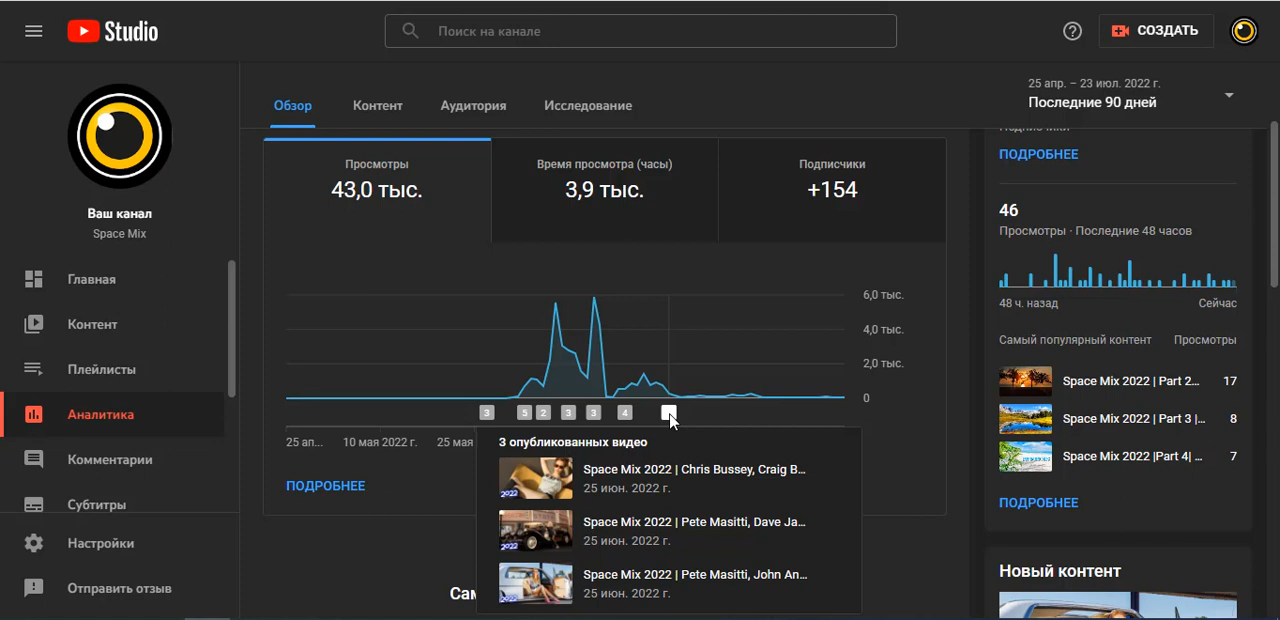 Studio
Поиск на канале
СОЗДАТЬ
Ваш канал
Space Mix
Главная
Контент
Плейлисты
Аналитика
Комментарии
Субтитры
Настройки
Отправить отзыв
Обзор
Контент
Аудитория
Исследование
25 апр. – 23 июл. 2022 г.
Последние 90 дней
Просмотры
43,0 тыс.
Время просмотра (часы)
3,9 тыс.
Подписчики
+154
6,0 тыс.
4,0 тыс.
2,0 тыс.
0
3 5 2 3 3 4
25 ап... 10 мая 2022 г. 25 мая
ПОДРОБНЕЕ
3 опубликованных видео
Space Mix 2022 | Chris Bussey, Craig B...
25 июн. 2022 г.
2022
Space Mix 2022 | Pete Masitti, Dave Ja...
25 июн. 2022 г.
2022
Space Mix 2022 | Pete Masitti, John An...
25 июн. 2022 г.
2022
Сам
Подписчики
ПОДРОБНЕЕ
46
Просмотры · Последние 48 часов
48 ч. назад Сейчас
Самый популярный контент Просмотры
Space Mix 2022 | Part 2... 17
Space Mix 2022 | Part 3 |... 8
Space Mix 2022 |Part 4| ... 7
ПОДРОБНЕЕ
Новый контент